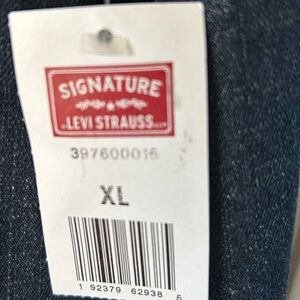 SIGNATURE
LEVI STRAUSS
397600016
XL
1 92379 62938 5